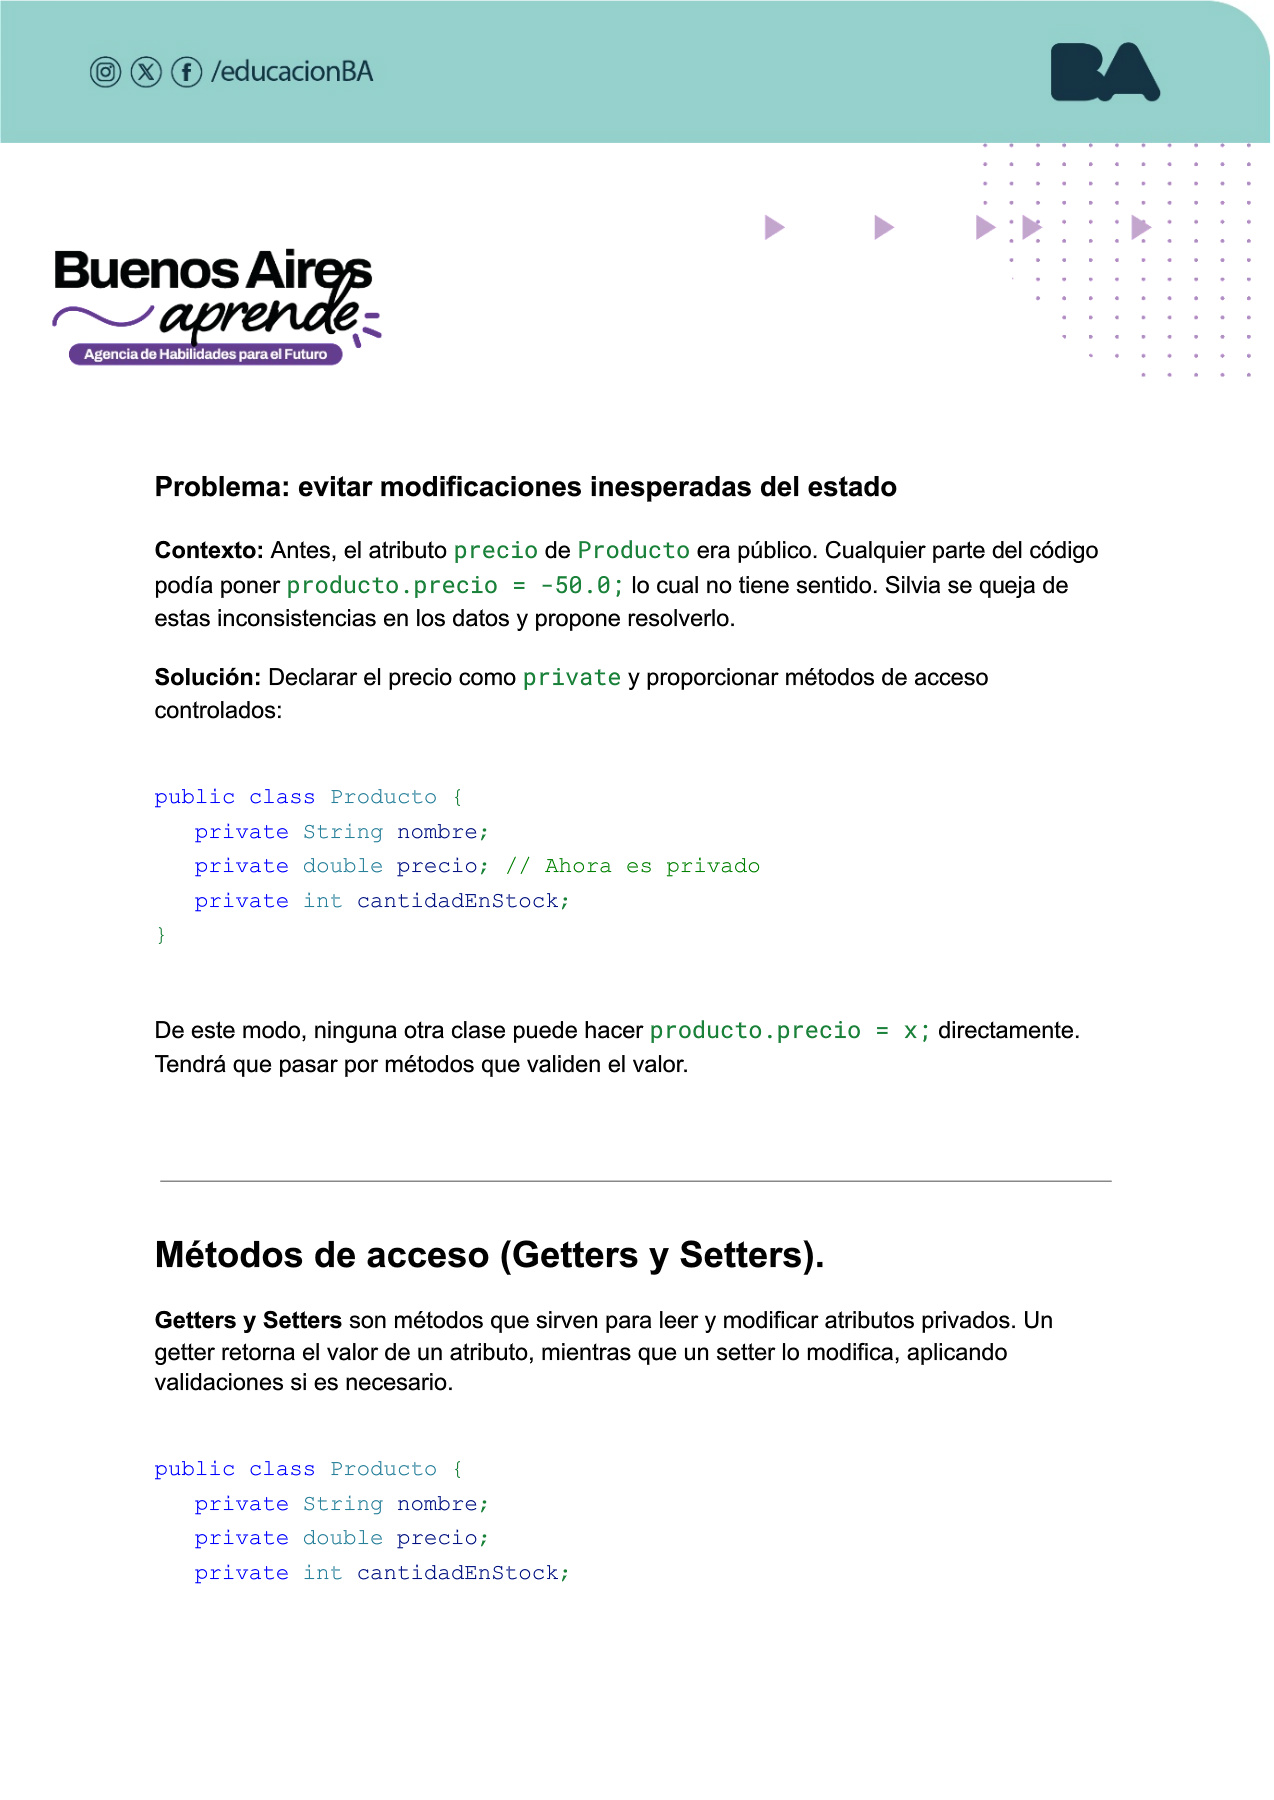 /educacionBA
BA
Buenos Aires
aprende
Agencia de Habilidades para el Futuro
Problema: evitar modificaciones inesperadas del estado
Contexto: Antes, el atributo precio de Producto era público. Cualquier parte del código
podía poner producto.precio = -50.0; lo cual no tiene sentido. Silvia se queja de
estas inconsistencias en los datos y propone resolverlo.
Solución: Declarar el precio como private y proporcionar métodos de acceso
controlados:
public class Producto {
private String nombre;
private double precio; // Ahora es privado
private int cantidadEnStock;
}
De este modo, ninguna otra clase puede hacer producto.precio = x; directamente.
Tendrá que pasar por métodos que validen el valor.
Métodos de acceso (Getters y Setters).
Getters y Setters son métodos que sirven para leer y modificar atributos privados. Un
getter retorna el valor de un atributo, mientras que un setter lo modifica, aplicando
validaciones si es necesario.
public class Producto {
private String nombre;
private double precio;
private int cantidadEnStock;